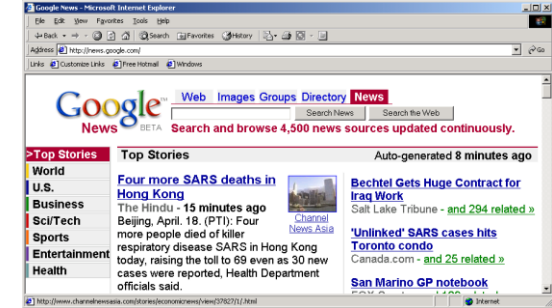 Google News - Microsoft Internet Explorer
File Edit View Favorites Tools Help
Back Search Favorites History
Address http://news.google.com/ Go
Links Customize Links Free Hotmail Windows
Google News BETA
Web Images Groups Directory News
Search News Search the Web
Search and browse 4,500 news sources updated continuously.
>Top Stories
World
U.S.
Business
Sci/Tech
Sports
Entertainment
Health
Top Stories Auto-generated 8 minutes ago
Four more SARS deaths in
Hong Kong
The Hindu - 15 minutes ago
Beijing, April. 18. (PTI): Four
more people died of killer
respiratory disease SARS in Hong Kong
today, raising the toll to 69 even as 30 new
cases were reported, Health Department
officials said.
Channel
News Asia
Bechtel Gets Huge Contract for
Iraq Work
Salt Lake Tribune - and 294 related »
'Unlinked' SARS cases hits
Toronto condo
Canada.com - and 25 related »
San Marino GP notebook
http://www.channelnewsasia.com/stories/economicnews/view/37827/1/.html Internet